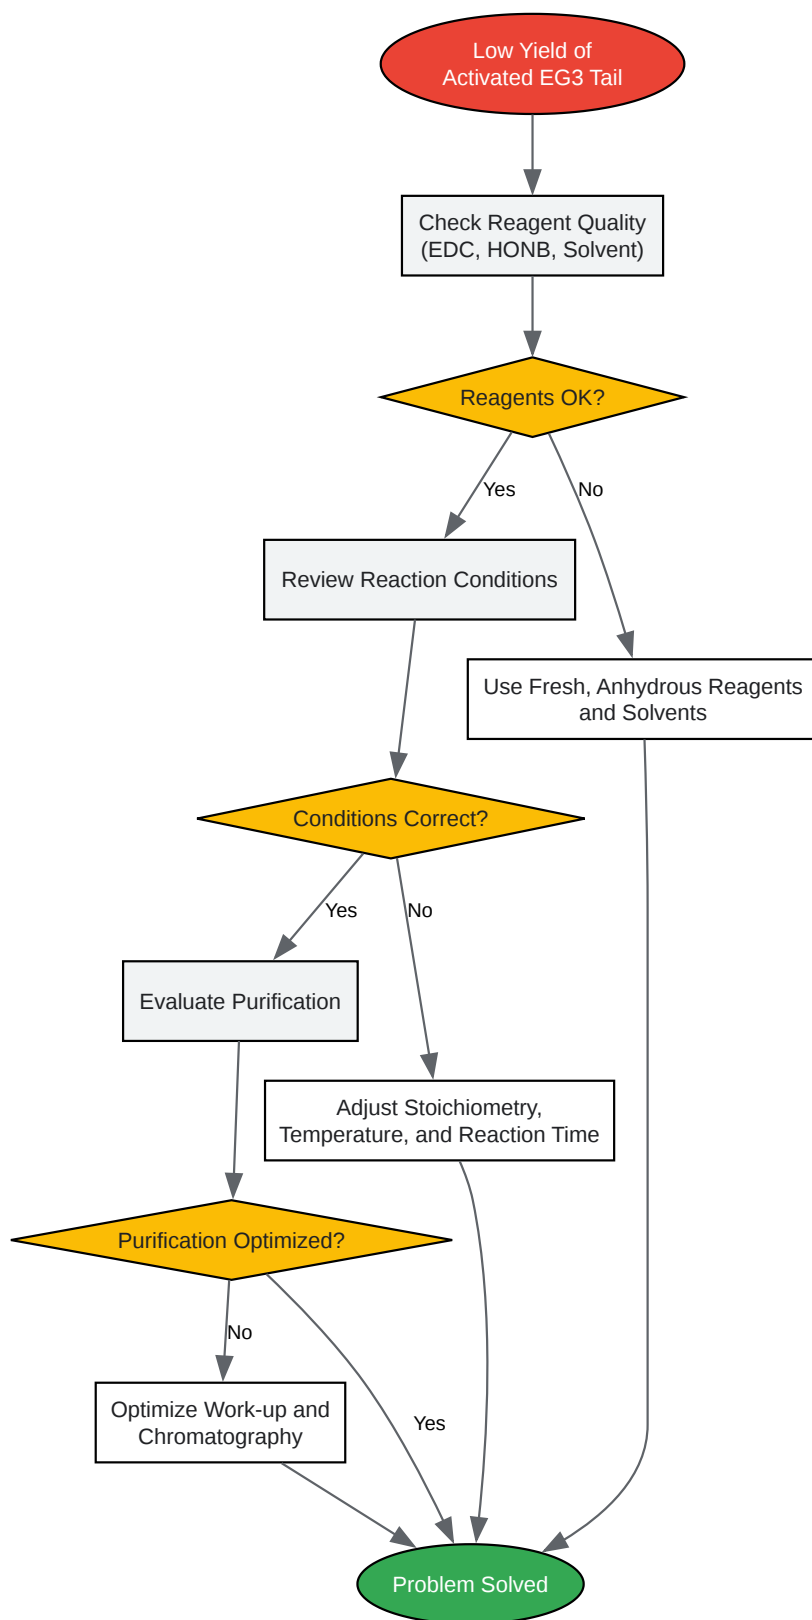 Low Yield of
Activated EG3 Tail
Check Reagent Quality
(EDC, HONB, Solvent)
Reagents OK?
Yes
No
Review Reaction Conditions
Use Fresh, Anhydrous Reagents
and Solvents
Conditions Correct?
Yes
No
Evaluate Purification
Adjust Stoichiometry,
Temperature, and Reaction Time
Purification Optimized?
No
Optimize Work-up and
Chromatography
Yes
Problem Solved